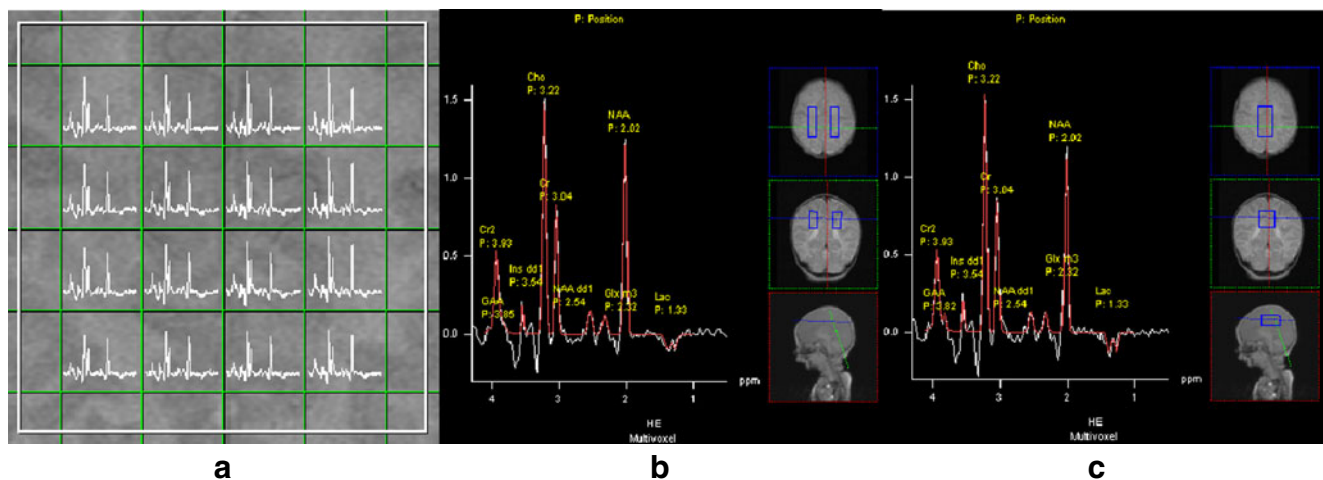 P: Position
Cho
P: 3.22
NAA
P: 2.02
1.5
1.0
Cr
P: 3.04
Cr2
P: 3.93
0.5
Ins dd1
P: 3.54
GAA
P: 3.85
NAA dd1
P: 2.54
Glx m3
P: 2.32
Lac
P: 1.33
0.0
ppm
4 3 2 1
HE
Multivoxel
P: Position
Cho
P: 3.22
NAA
P: 2.02
1.5
1.0
Cr
P: 3.04
Cr2
P: 3.93
0.5
Ins dd1
P: 3.54
GAA
P: 3.82
NAA dd1
P: 2.54
Glx m3
P: 2.32
Lac
P: 1.33
0.0
ppm
4 3 2 1
HE
Multivoxel
a b c